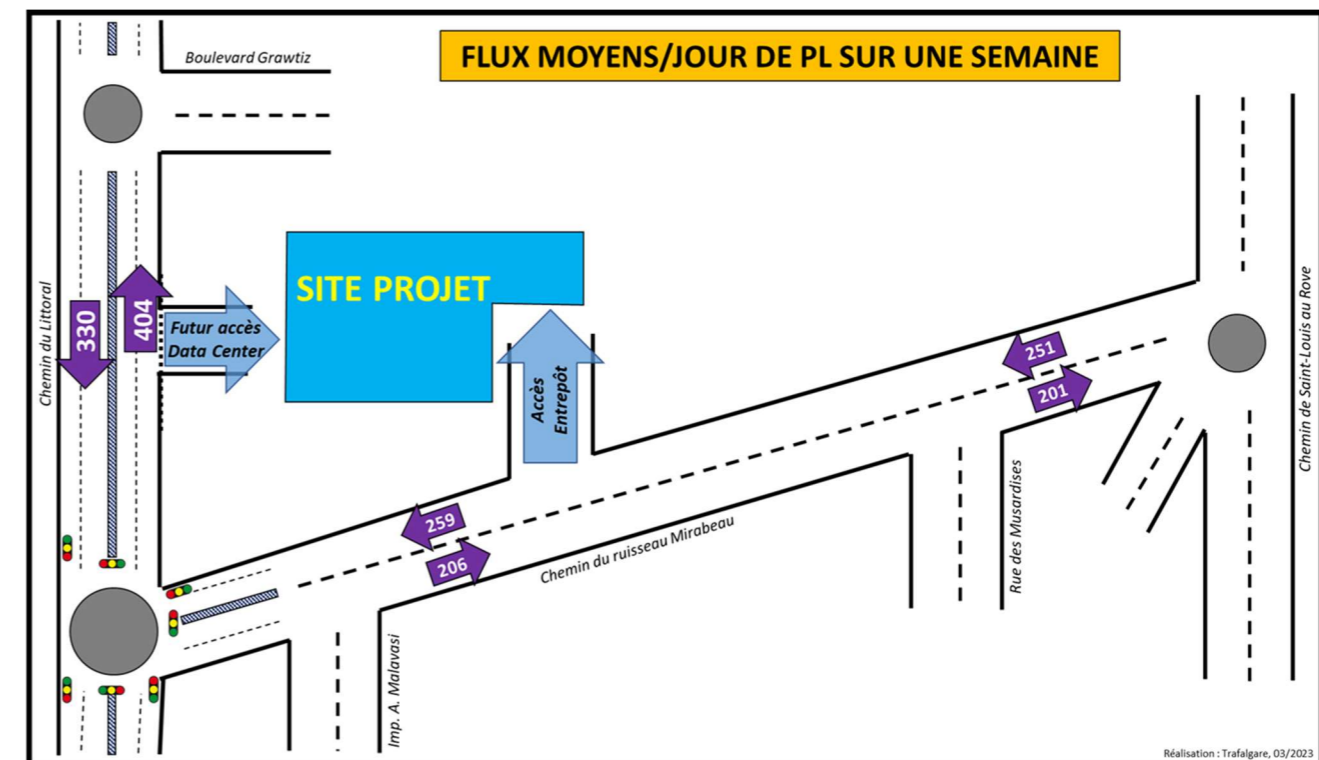 FLUX MOYENS/JOUR DE PL SUR UNE SEMAINE
Boulevard Grawtiz
Chemin du Littoral
330
404
Futur accès
Data Center
SITE PROJET
Accès
Entrepôt
251
201
259
206
Chemin du ruisseau Mirabeau
Rue des Musardises
Imp. A. Malavasi
Chemin de Saint-Louis au Rove
Réalisation : Trafalgare, 03/2023